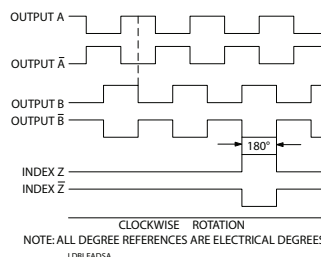 OUTPUT A
OUTPUT A̅
OUTPUT B
OUTPUT B̅
180°
INDEX Z
INDEX Z̅
CLOCKWISE ROTATION
NOTE: ALL DEGREE REFERENCES ARE ELECTRICAL DEGREES